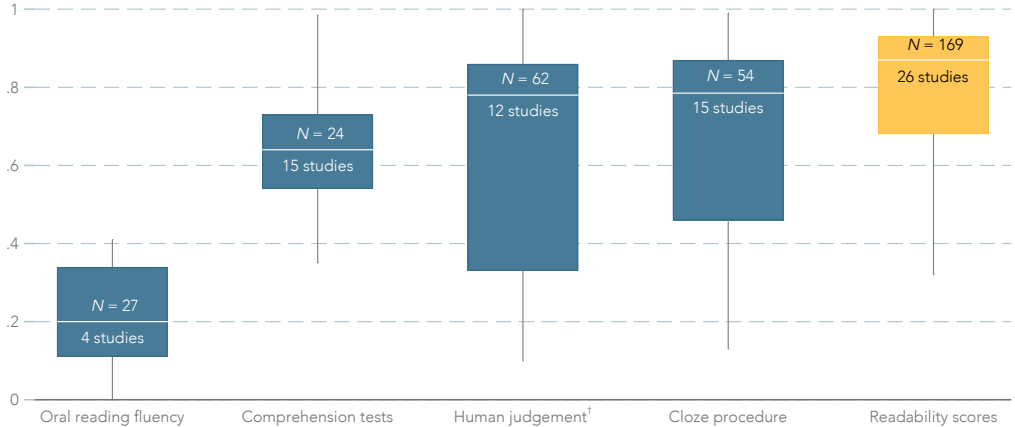 1
.8
.6
.4
.2
0
N = 27
4 studies
N = 24
15 studies
N = 62
12 studies
N = 54
15 studies
N = 169
26 studies
Oral reading fluency
Comprehension tests
Human judgement†
Cloze procedure
Readability scores